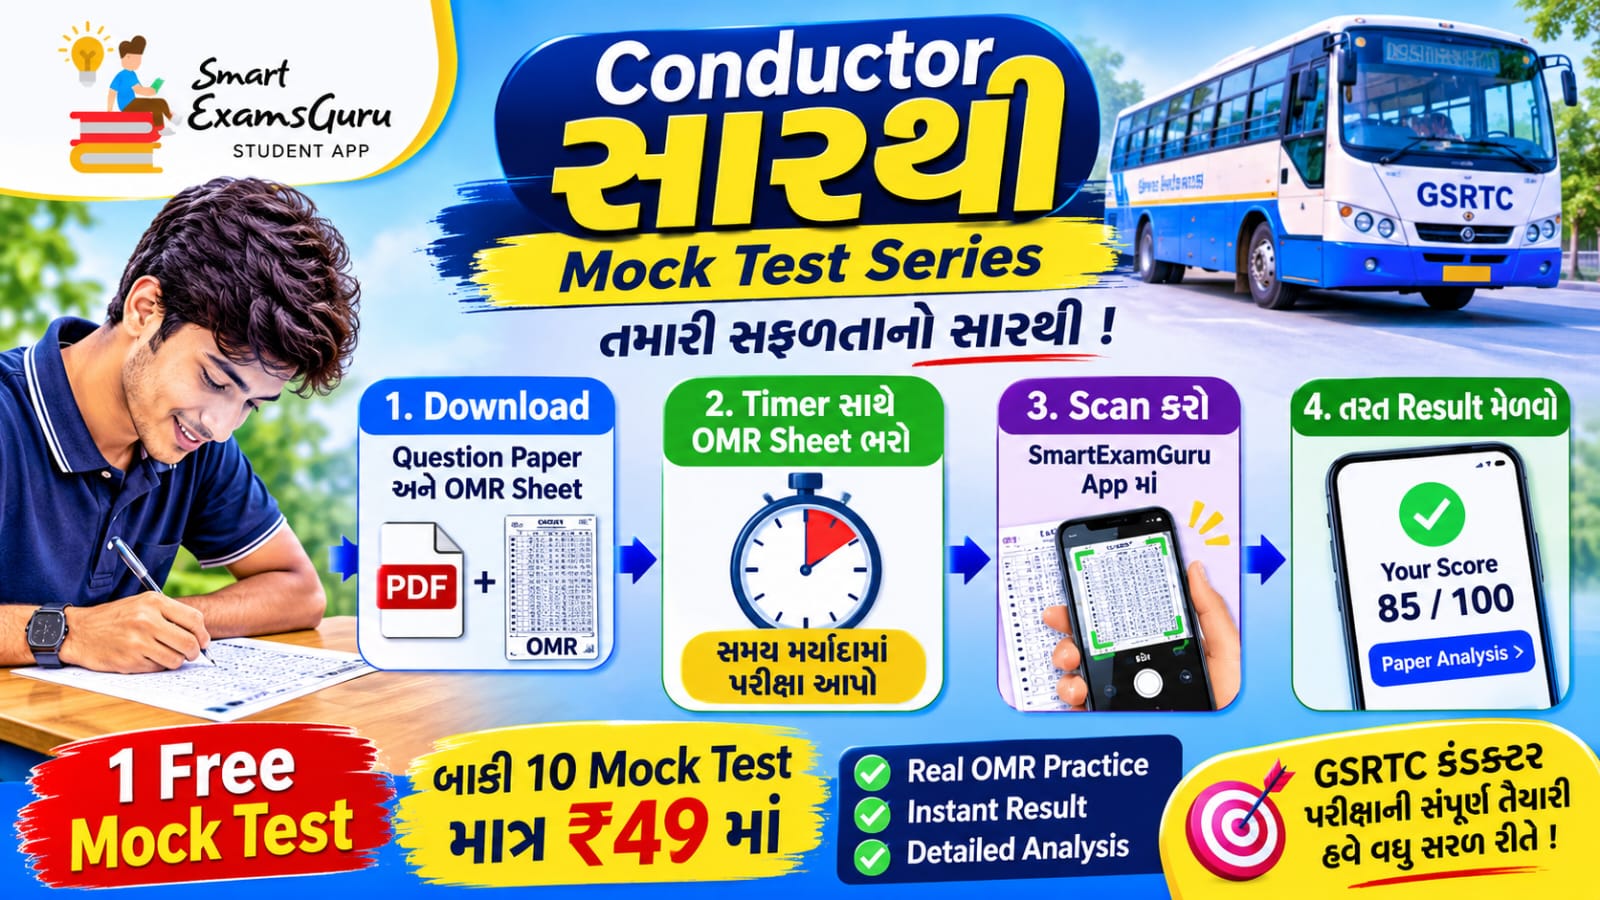 Smart
ExamsGuru
STUDENT APP
Conductor
સારથી
Mock Test Series
તમારી સફળતાનો સારથી !
GSRTC
1. Download
Question Paper
અને OMR Sheet
PDF
+
OMR
2. Timer સાથે
OMR Sheet ભરો
સમય મર્યાદામાં
પરીક્ષા આપો
3. Scan કરો
SmartExamGuru
App માં
4. તરત Result મેળવો
Your Score
85 / 100
Paper Analysis >
1 Free
Mock Test
બાકી 10 Mock Test
માત્ર ₹49 માં
Real OMR Practice
Instant Result
Detailed Analysis
GSRTC કંડક્ટર
પરીક્ષાની સંપૂર્ણ તૈયારી
હવે વધુ સરળ રીતે !